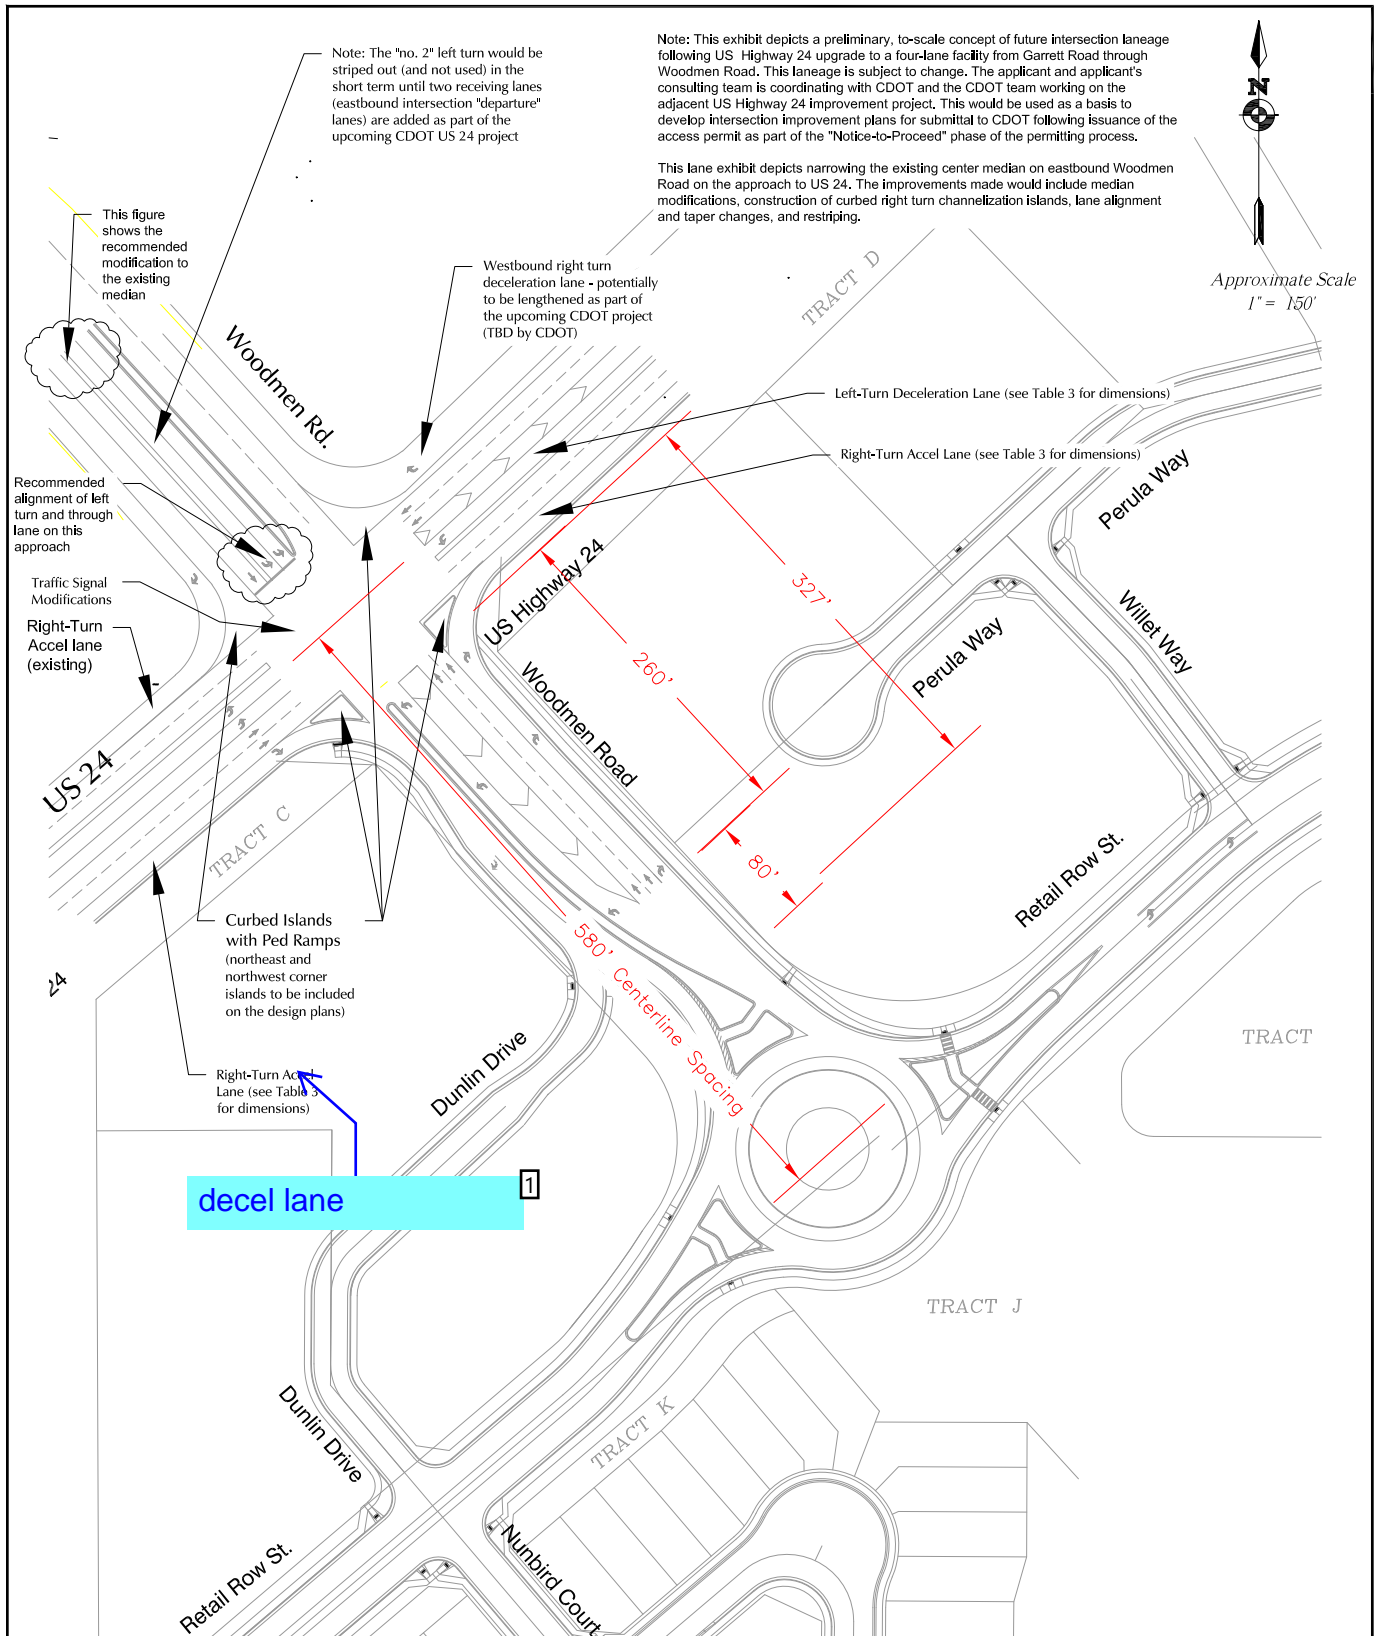 Note: The "no. 2" left turn would be
striped out (and not used) in the
short term until two receiving lanes
(eastbound intersection "departure"
lanes) are added as part of the
upcoming CDOT US 24 project
Note: This exhibit depicts a preliminary, to-scale concept of future intersection laneage
following US Highway 24 upgrade to a four-lane facility from Garrett Road through
Woodmen Road. This laneage is subject to change. The applicant and applicant's
consulting team is coordinating with CDOT and the CDOT team working on the
adjacent US Highway 24 improvement project. This would be used as a basis to
develop intersection improvement plans for submittal to CDOT following issuance of the
access permit as part of the "Notice-to-Proceed" phase of the permitting process.
This lane exhibit depicts narrowing the existing center median on eastbound Woodmen
Road on the approach to US 24. The improvements made would include median
modifications, construction of curbed right turn channelization islands, lane alignment
and taper changes, and restriping.
N
Approximate Scale
1" = 150'
This figure
shows the
recommended
modification to
the existing
median
Westbound right turn
deceleration lane - potentially
to be lengthened as part of
the upcoming CDOT project
(TBD by CDOT)
TRACT D
Woodmen Rd.
Left-Turn Deceleration Lane (see Table 3 for dimensions)
Right-Turn Accel Lane (see Table 3 for dimensions)
Perula Way
Recommended
alignment of left
turn and through
lane on this
approach
Traffic Signal
Modifications
Right-Turn
Accel lane
(existing)
US Highway 24
327'
260'
80'
Willet Way
Perula Way
Woodmen Road
US 24
TRACT C
Retail Row St.
Curbed Islands
with Ped Ramps
(northeast and
northwest corner
islands to be included
on the design plans)
24
580' Centerline Spacing
TRACT
Right-Turn Accel
Lane (see Table 3
for dimensions)
Dunlin Drive
decel lane
1
TRACT J
Dunlin Drive
TRACT K
Nunbird Court
Retail Row St.